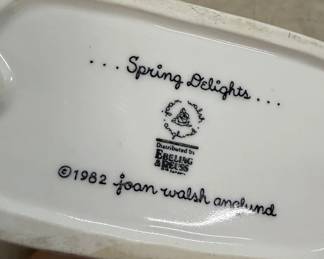 ... Spring Delights ....
Distributed by
EBELING
& REUSS
©1982 joan walsh anglund